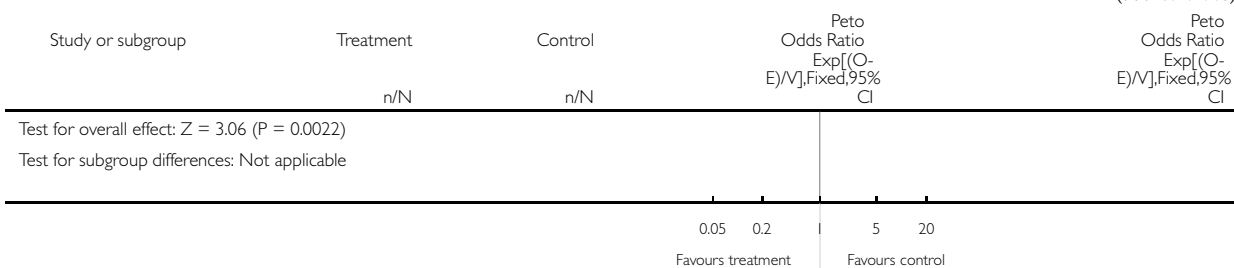 Study or subgroup Treatment Control Peto Odds Ratio Peto Odds Ratio
n/N n/N Exp[(O-E)/V],Fixed,95% CI Exp[(O-E)/V],Fixed,95% CI
Test for overall effect: Z = 3.06 (P = 0.0022)
Test for subgroup differences: Not applicable
0.05 0.2 1 5 20
Favours treatment Favours control